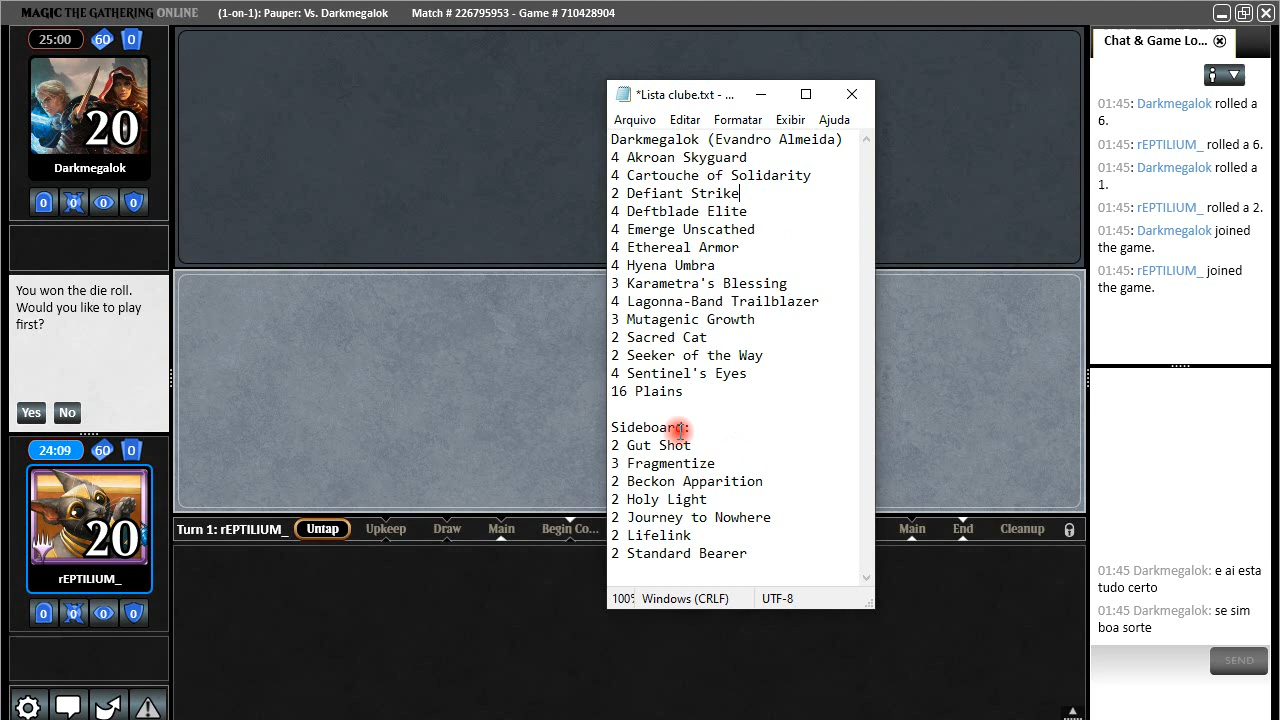 MAGIC THE GATHERING ONLINE
(1-on-1): Pauper: Vs. Darkmegalok
Match # 226795953 - Game # 710428904
25:00
60
0
20
Darkmegalok
0
0
0
0
You won the die roll.
Would you like to play
first?
Yes
No
24:09
60
0
20
rEPTILIUM_
0
0
0
0
Turn 1: rEPTILIUM_
Untap
Upkeep
Draw
Main
Begin Co...
Main
End
Cleanup
*Lista clube.txt - ...
Arquivo
Editar
Formatar
Exibir
Ajuda
Darkmegalok (Evandro Almeida)
4 Akroan Skyguard
4 Cartouche of Solidarity
2 Defiant Strike
4 Deftblade Elite
4 Emerge Unscathed
4 Ethereal Armor
4 Hyena Umbra
3 Karametra's Blessing
4 Lagonna-Band Trailblazer
3 Mutagenic Growth
2 Sacred Cat
2 Seeker of the Way
4 Sentinel's Eyes
16 Plains
Sideboard:
2 Gut Shot
3 Fragmentize
2 Beckon Apparition
2 Holy Light
2 Journey to Nowhere
2 Lifelink
2 Standard Bearer
100%
Windows (CRLF)
UTF-8
Chat & Game Lo...
01:45: Darkmegalok rolled a
6.
01:45: rEPTILIUM_ rolled a 6.
01:45: Darkmegalok rolled a
1.
01:45: rEPTILIUM_ rolled a 2.
01:45: Darkmegalok joined
the game.
01:45: rEPTILIUM_ joined
the game.
01:45 Darkmegalok: e ai esta
tudo certo
01:45 Darkmegalok: se sim
boa sorte
SEND